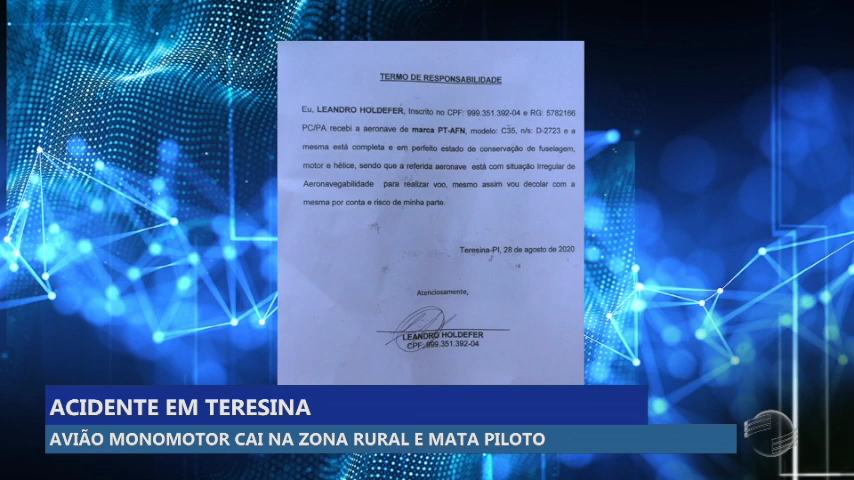 TERMO DE RESPONSABILIDADE
Eu, LEANDRO HOLDEFER, Inscrito no CPF: 999.351.392-04 e RG: 5782166
PC/PA recebi a aeronave de marca PT-AFN, modelo: C35, n/s: D-2723 e a
mesma está completa e em perfeito estado de conservação de fuselagem,
motor e hélice, sendo que a referida aeronave está com situação Irregular de
Aeronavegabilidade para realizar voo, mesmo assim vou decolar com a
mesma por conta e risco de minha parte.
Teresina-PI, 28 de agosto de 2020
Atenciosamente,
LEANDRO HOLDEFER
CPF: 999.351.392-04
ACIDENTE EM TERESINA
AVIÃO MONOMOTOR CAI NA ZONA RURAL E MATA PILOTO